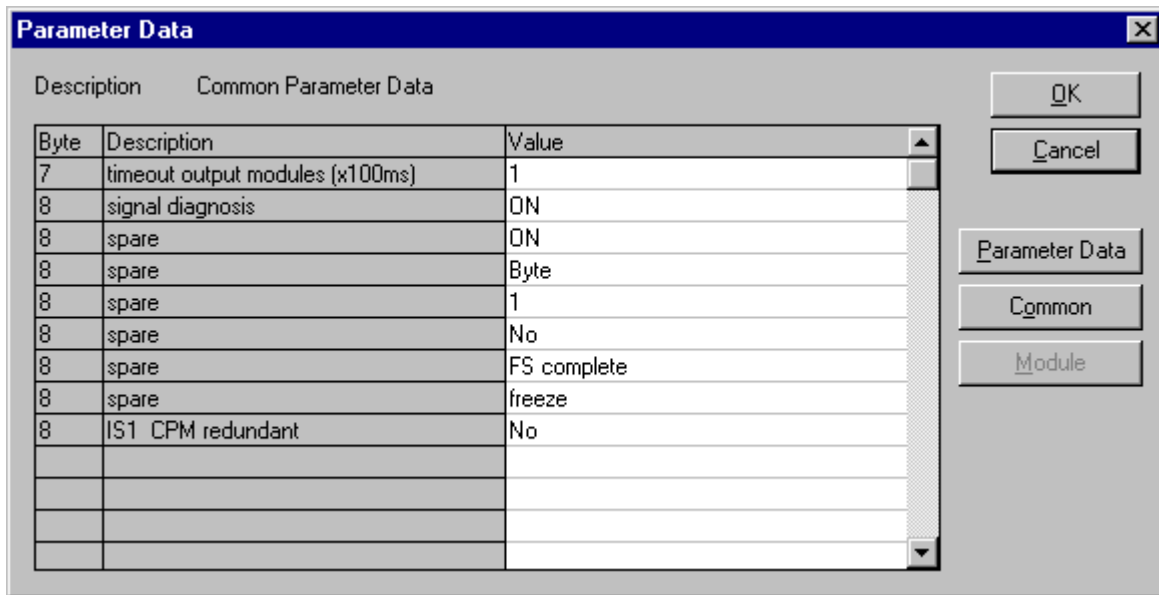 Parameter Data
Description Common Parameter Data
OK
Cancel
Byte Description Value
7 timeout output modules (x100ms) 1
8 signal diagnosis ON
8 spare ON
8 spare Byte
8 spare 1
8 spare No
8 spare FS complete
8 spare freeze
8 IS1 CPM redundant No
Parameter Data
Common
Module